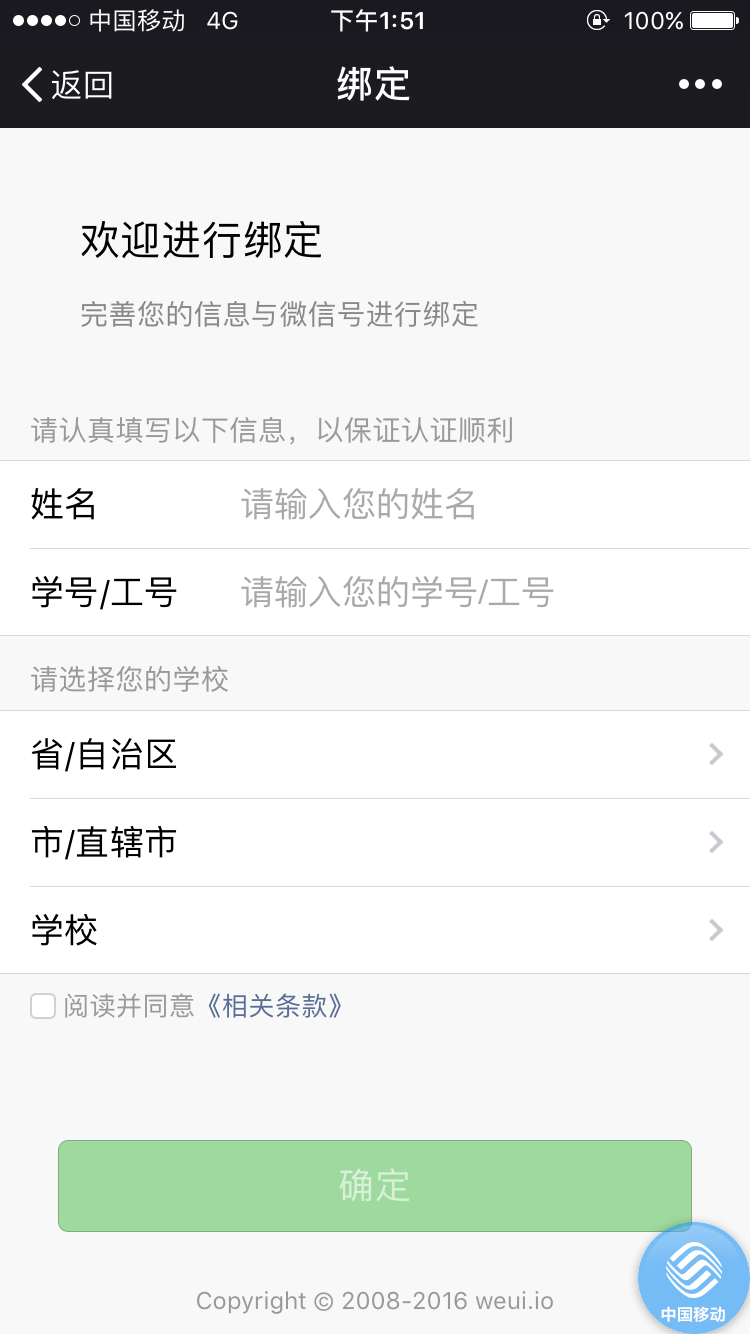 中国移动 4G 下午1:51 100%
返回 绑定
欢迎进行绑定
完善您的信息与微信号进行绑定
请认真填写以下信息，以保证认证顺利
姓名 请输入您的姓名
学号/工号 请输入您的学号/工号
请选择您的学校
省/自治区
市/直辖市
学校
阅读并同意《相关条款》
确定
Copyright © 2008-2016 weui.io
中国移动